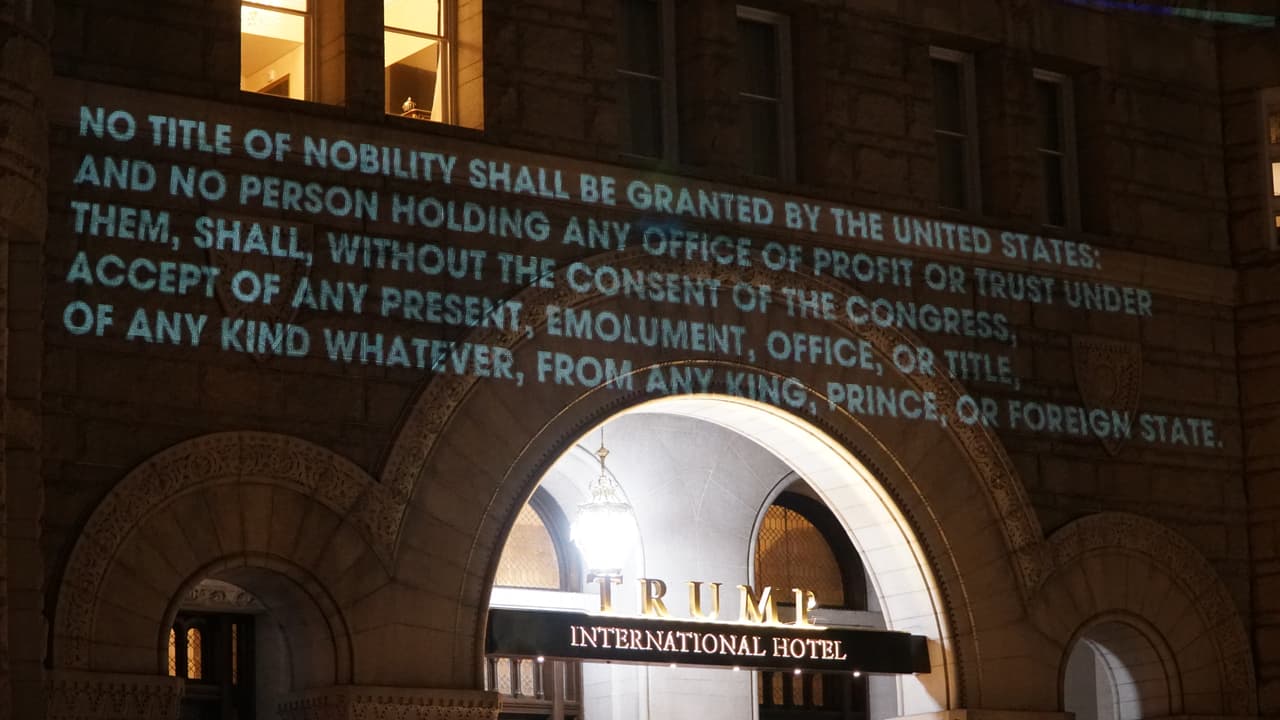 NO TITLE OF NOBILITY SHALL BE GRANTED BY THE UNITED STATES:
AND NO PERSON HOLDING ANY OFFICE OF PROFIT OR TRUST UNDER
THEM, SHALL, WITHOUT THE CONSENT OF THE CONGRESS,
ACCEPT OF ANY PRESENT, EMOLUMENT, OFFICE, OR TITLE,
OF ANY KIND WHATEVER, FROM ANY KING, PRINCE, OR FOREIGN STATE.
TRUMP
INTERNATIONAL HOTEL